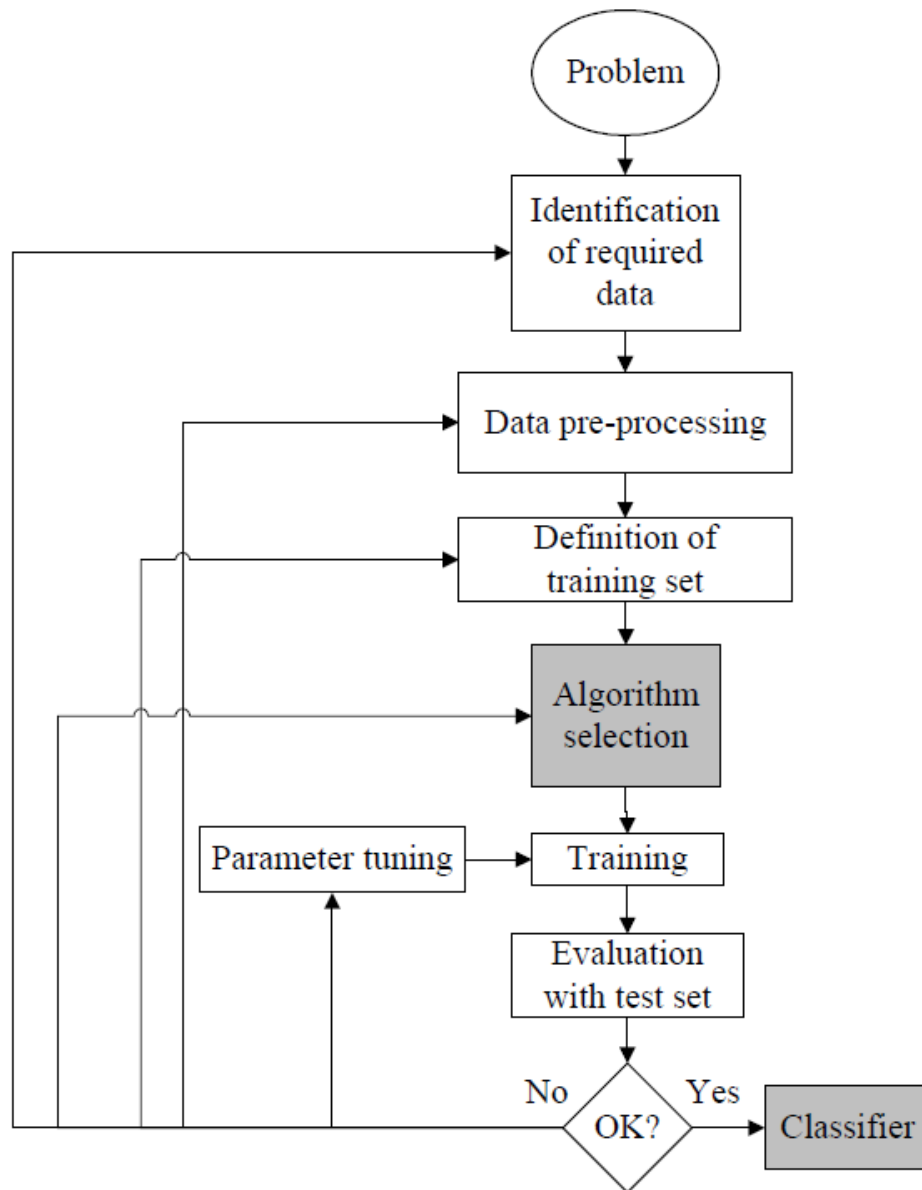 Problem
Identification
of required
data
Data pre-processing
Definition of
training set
Algorithm
selection
Parameter tuning
Training
Evaluation
with test set
No
Yes
OK?
Classifier